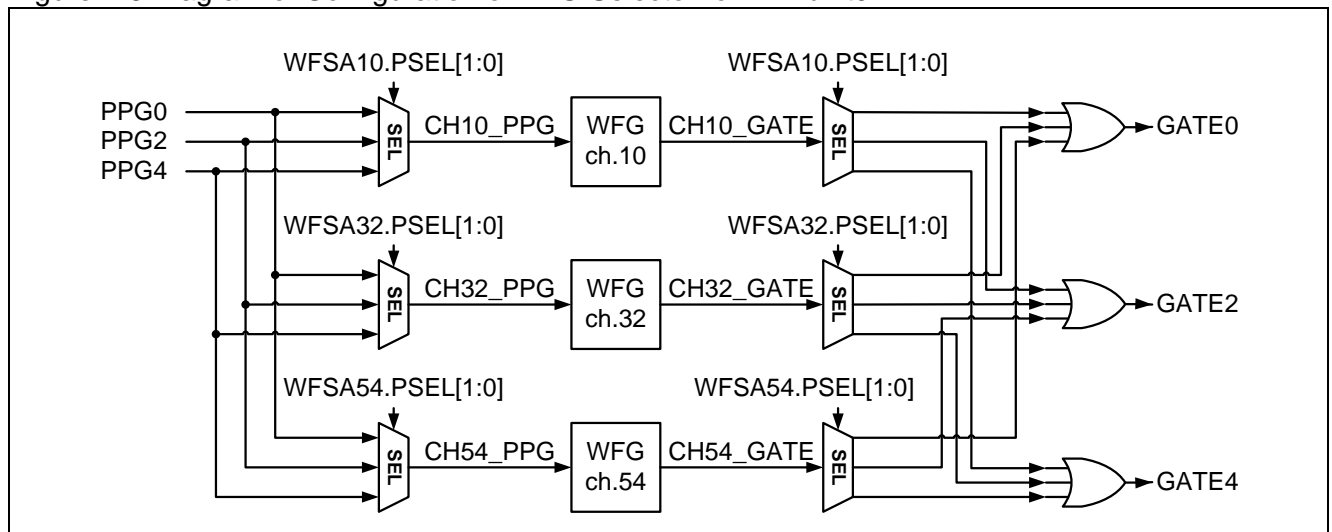 WFSA10.PSEL[1:0] WFSA10.PSEL[1:0]
PPG0
PPG2
PPG4
SEL
CH10_PPG
WFG
ch.10
CH10_GATE
SEL
GATE0
WFSA32.PSEL[1:0] WFSA32.PSEL[1:0]
SEL
CH32_PPG
WFG
ch.32
CH32_GATE
SEL
GATE2
WFSA54.PSEL[1:0] WFSA54.PSEL[1:0]
SEL
CH54_PPG
WFG
ch.54
CH54_GATE
SEL
GATE4